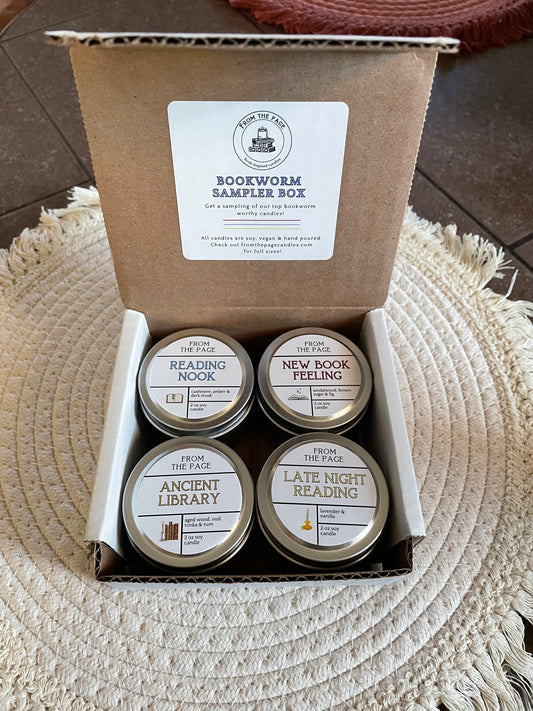 FROM THE PAGE
book inspired candles
BOOKWORM
SAMPLER BOX
Get a sampling of our top bookworm
worthy candles!
All candles are soy, vegan & hand poured.
Check out fromthepagecandles.com
for full sizes!
FROM
THE PAGE
READING
NOOK
cashmere, amber &
dark musk
2 oz soy
candle
FROM
THE PAGE
NEW BOOK
FEELING
sandalwood, brown
sugar & fig
2 oz soy
candle
FROM
THE PAGE
ANCIENT
LIBRARY
aged wood, oud,
tonka & rum
2 oz soy
candle
FROM
THE PAGE
LATE NIGHT
READING
lavender &
vanilla
2 oz soy
candle